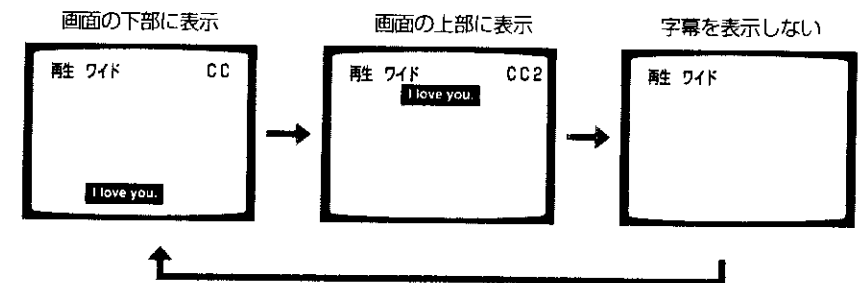 画面の下部に表示
再生 ワイド CC
I love you.
画面の上部に表示
再生 ワイド CC2
I love you.
字幕を表示しない
再生 ワイド